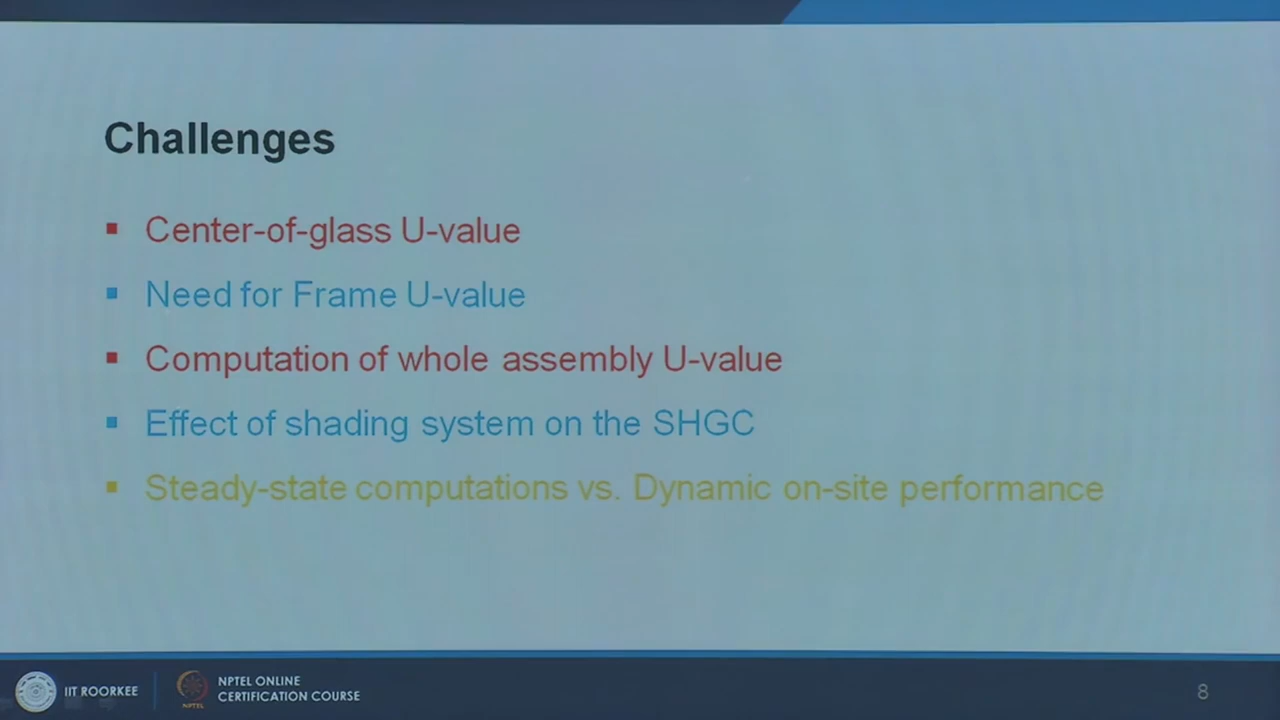 Challenges
Center-of-glass U-value
Need for Frame U-value
Computation of whole assembly U-value
Effect of shading system on the SHGC
Steady-state computations vs. Dynamic on-site performance
IIT ROORKEE
NPTEL
NPTEL ONLINE
CERTIFICATION COURSE
8